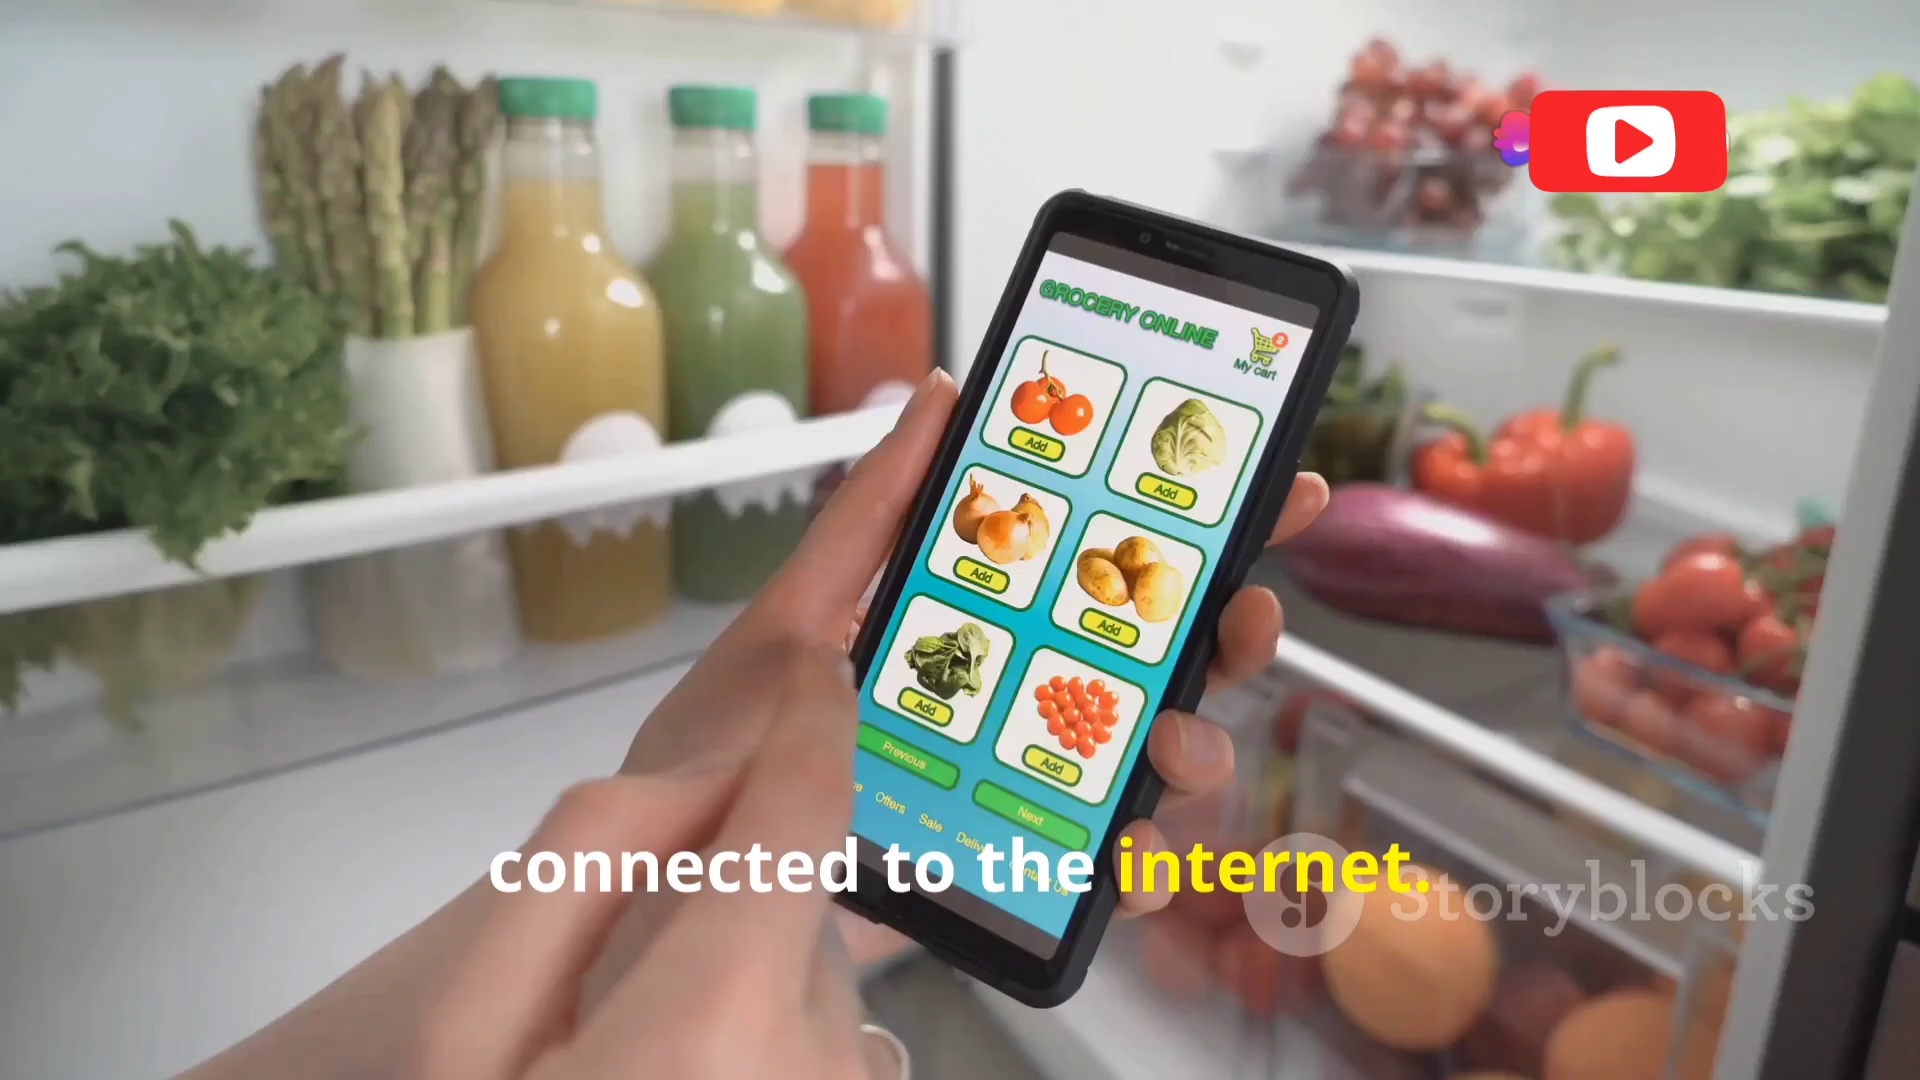 GROCERY ONLINE
2
My cart
Add
Add
Add
Add
Add
Add
Previous
Next
Offers
Sale
connected to the internet.
Storyblocks